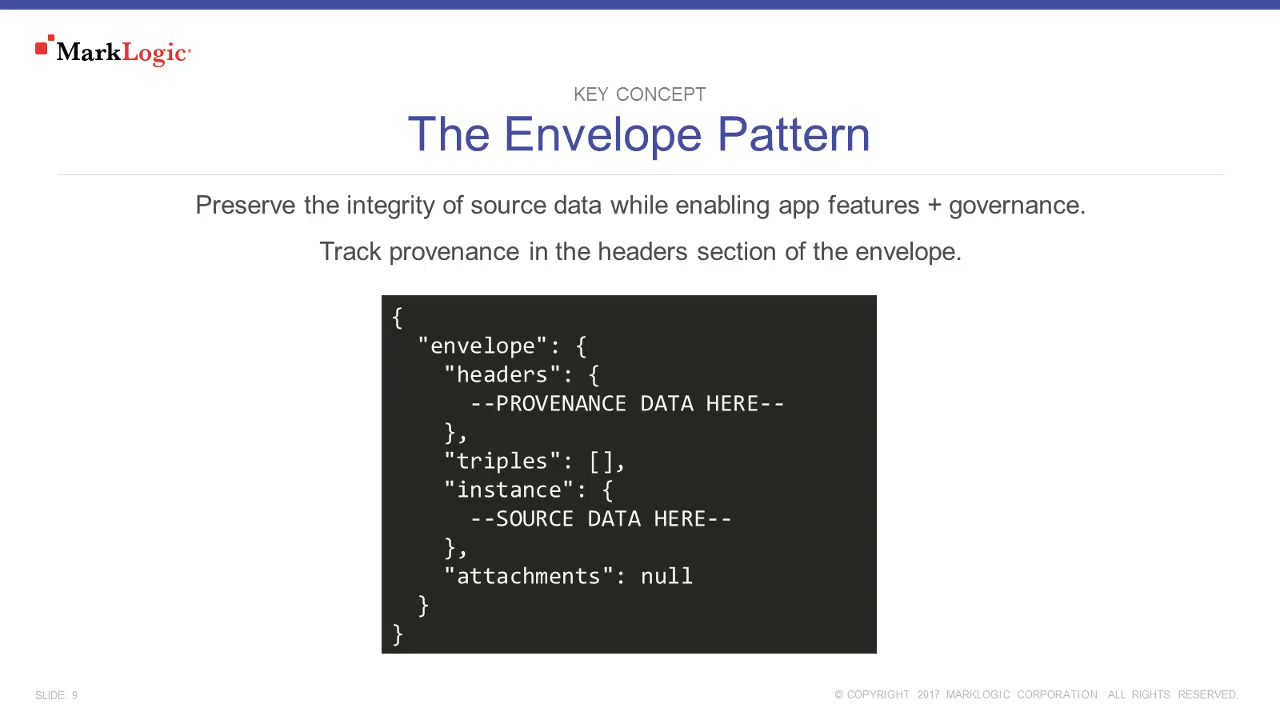 MarkLogic
KEY CONCEPT
The Envelope Pattern
Preserve the integrity of source data while enabling app features + governance.
Track provenance in the headers section of the envelope.
{
  "envelope": {
    "headers": {
      --PROVENANCE DATA HERE--
    },
    "triples": [],
    "instance": {
      --SOURCE DATA HERE--
    },
    "attachments": null
  }
}
SLIDE: 9
© COPYRIGHT 2017 MARKLOGIC CORPORATION. ALL RIGHTS RESERVED.